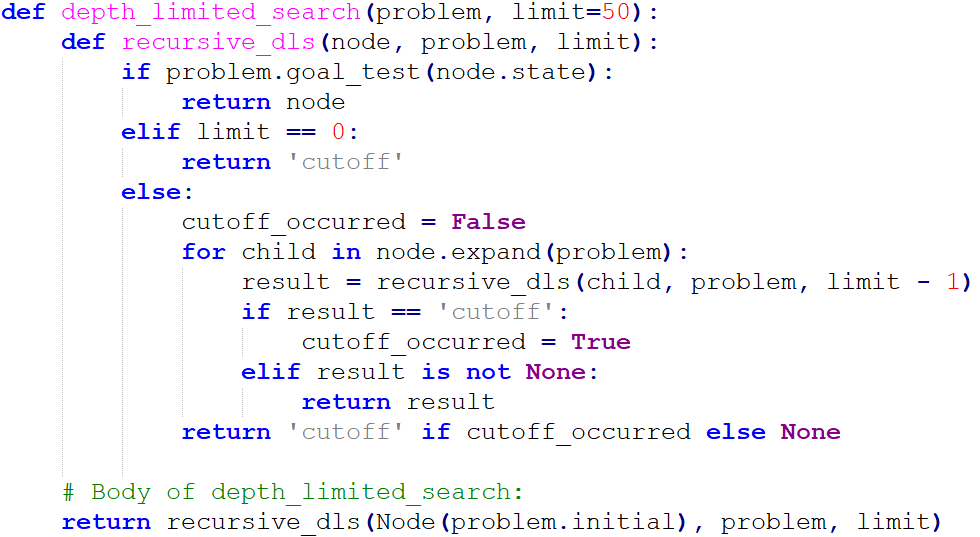 def depth_limited_search(problem, limit=50):
    def recursive_dls(node, problem, limit):
        if problem.goal_test(node.state):
            return node
        elif limit == 0:
            return 'cutoff'
        else:
            cutoff_occurred = False
            for child in node.expand(problem):
                result = recursive_dls(child, problem, limit - 1)
                if result == 'cutoff':
                    cutoff_occurred = True
                elif result is not None:
                    return result
            return 'cutoff' if cutoff_occurred else None

    # Body of depth_limited_search:
    return recursive_dls(Node(problem.initial), problem, limit)